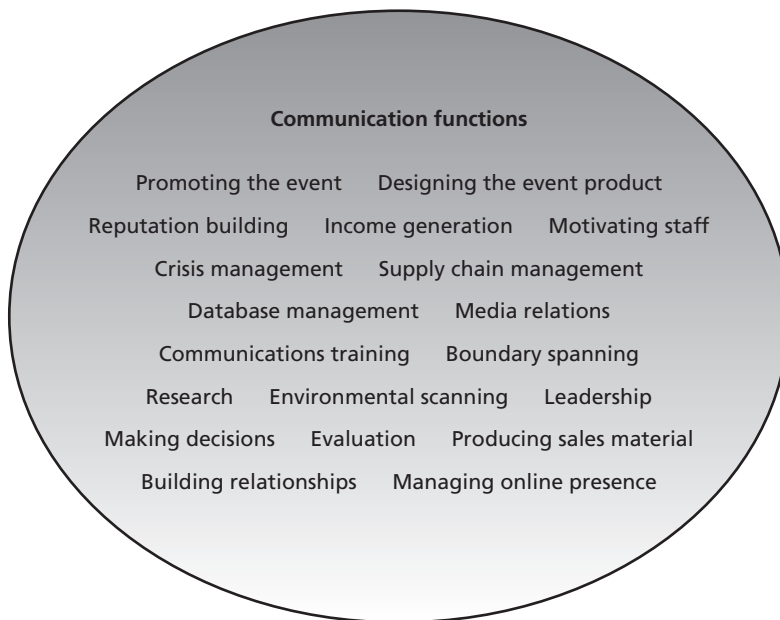 Communication functions
Promoting the event Designing the event product
Reputation building Income generation Motivating staff
Crisis management Supply chain management
Database management Media relations
Communications training Boundary spanning
Research Environmental scanning Leadership
Making decisions Evaluation Producing sales material
Building relationships Managing online presence